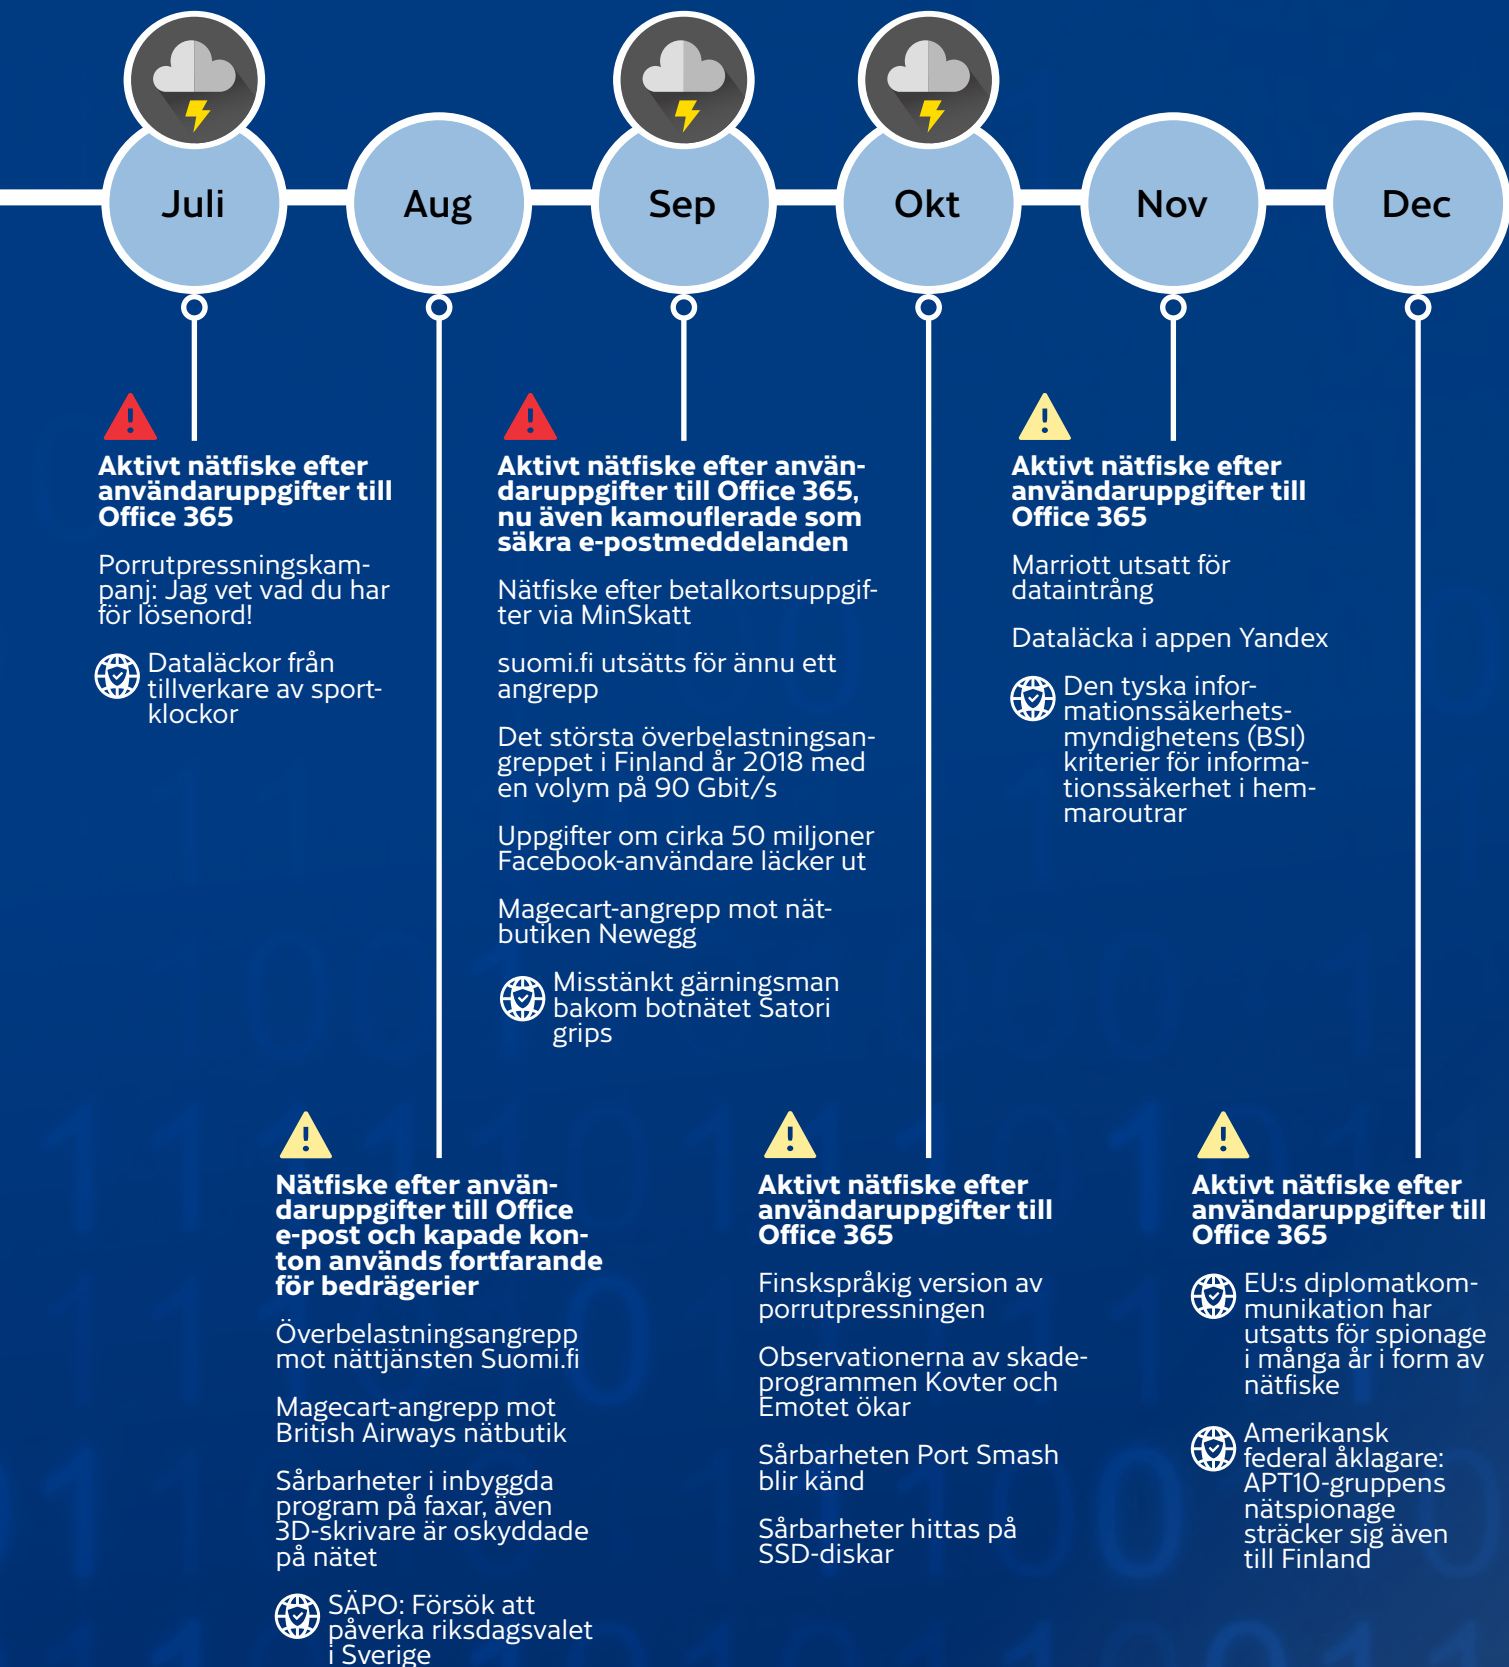 Juli
Aug
Sep
Okt
Nov
Dec
Aktivt nätfiske efter
användaruppgifter till
Office 365
Porrutpressningskam-
panj: Jag vet vad du har
för lösenord!
Dataläckor från
tillverkare av sport-
klockor
Aktivt nätfiske efter använ-
daruppgifter till Office 365,
nu även kamouflerade som
säkra e-postmeddelanden
Nätfiske efter betalkortsuppgif-
ter via MinSkatt
suomi.fi utsätts för ännu ett
angrepp
Det största överbelastningsan-
greppet i Finland år 2018 med
en volym på 90 Gbit/s
Uppgifter om cirka 50 miljoner
Facebook-användare läcker ut
Magecart-angrepp mot nät-
butiken Newegg
Misstänkt gärningsman
bakom botnätet Satori
grips
Aktivt nätfiske efter
användaruppgifter till
Office 365
Marriott utsatt för
dataintrång
Dataläcka i appen Yandex
Den tyska infor-
mationssäkerhets-
myndighetens (BSI)
kriterier för informa-
tionssäkerhet i hem-
maroutrar
Nätfiske efter använ-
daruppgifter till Office
e-post och kapade kon-
ton används fortfarande
för bedrägerier
Överbelastningsangrepp
mot nättjänsten Suomi.fi
Magecart-angrepp mot
British Airways nätbutik
Sårbarheter i inbyggda
program på faxar, även
3D-skrivare är oskyddade
på nätet
SÄPO: Försök att
påverka riksdagsvalet
i Sverige
Aktivt nätfiske efter
användaruppgifter till
Office 365
Finskspråkig version av
porrutpressningen
Observationerna av skade-
programmen Kovter och
Emotet ökar
Sårbarheten Port Smash
blir känd
Sårbarheter hittas på
SSD-diskar
Aktivt nätfiske efter
användaruppgifter till
Office 365
EU:s diplomatkom-
munikation har
utsatts för spionage
i många år i form av
nätfiske
Amerikansk
federal åklagare:
APT10-gruppens
nätspionage
sträcker sig även
till Finland